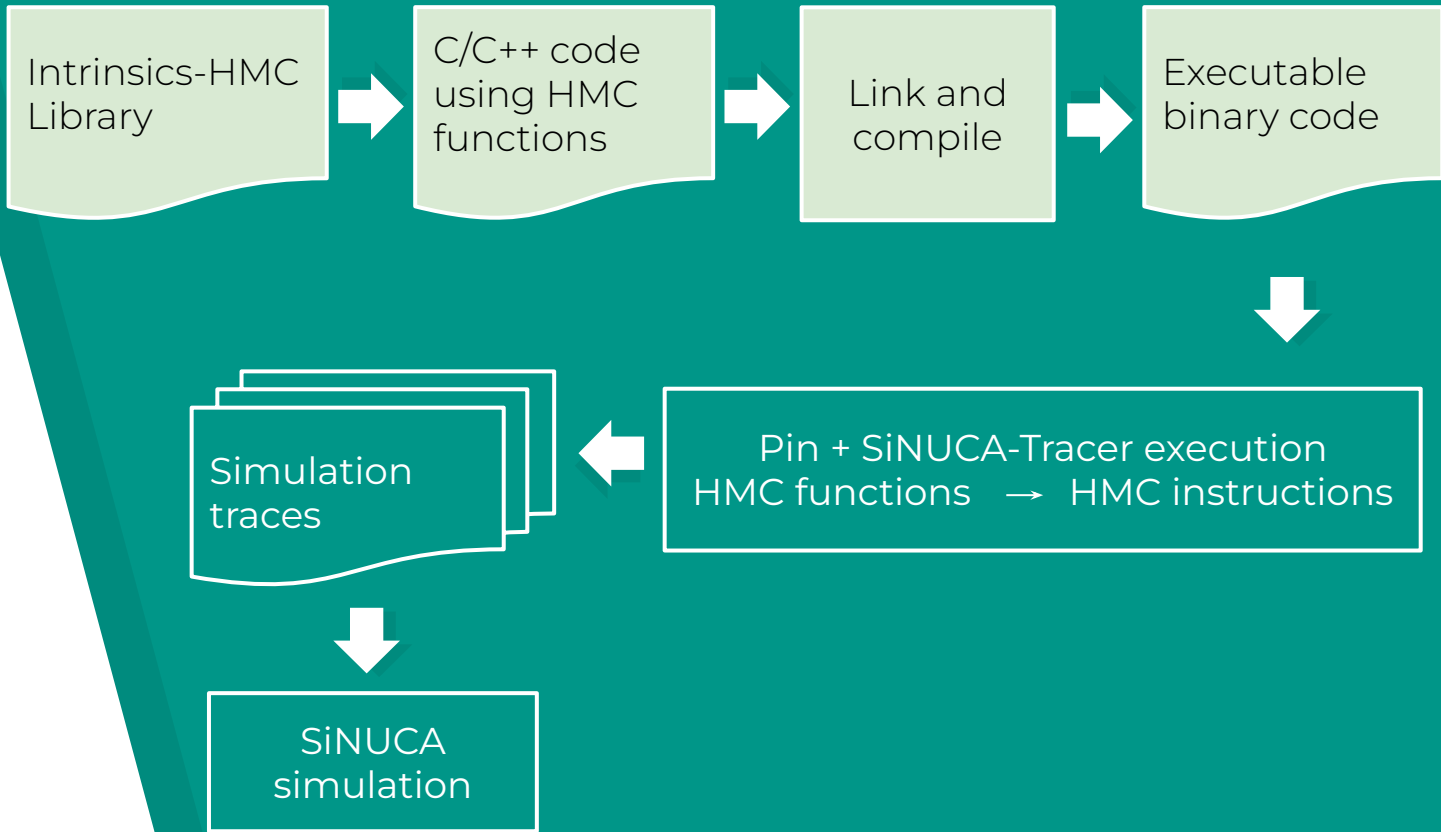 Intrinsics-HMC
Library
C/C++ code
using HMC
functions
Link and
compile
Executable
binary code
Pin + SiNUCA-Tracer execution
HMC functions → HMC instructions
Simulation
traces
SiNUCA
simulation